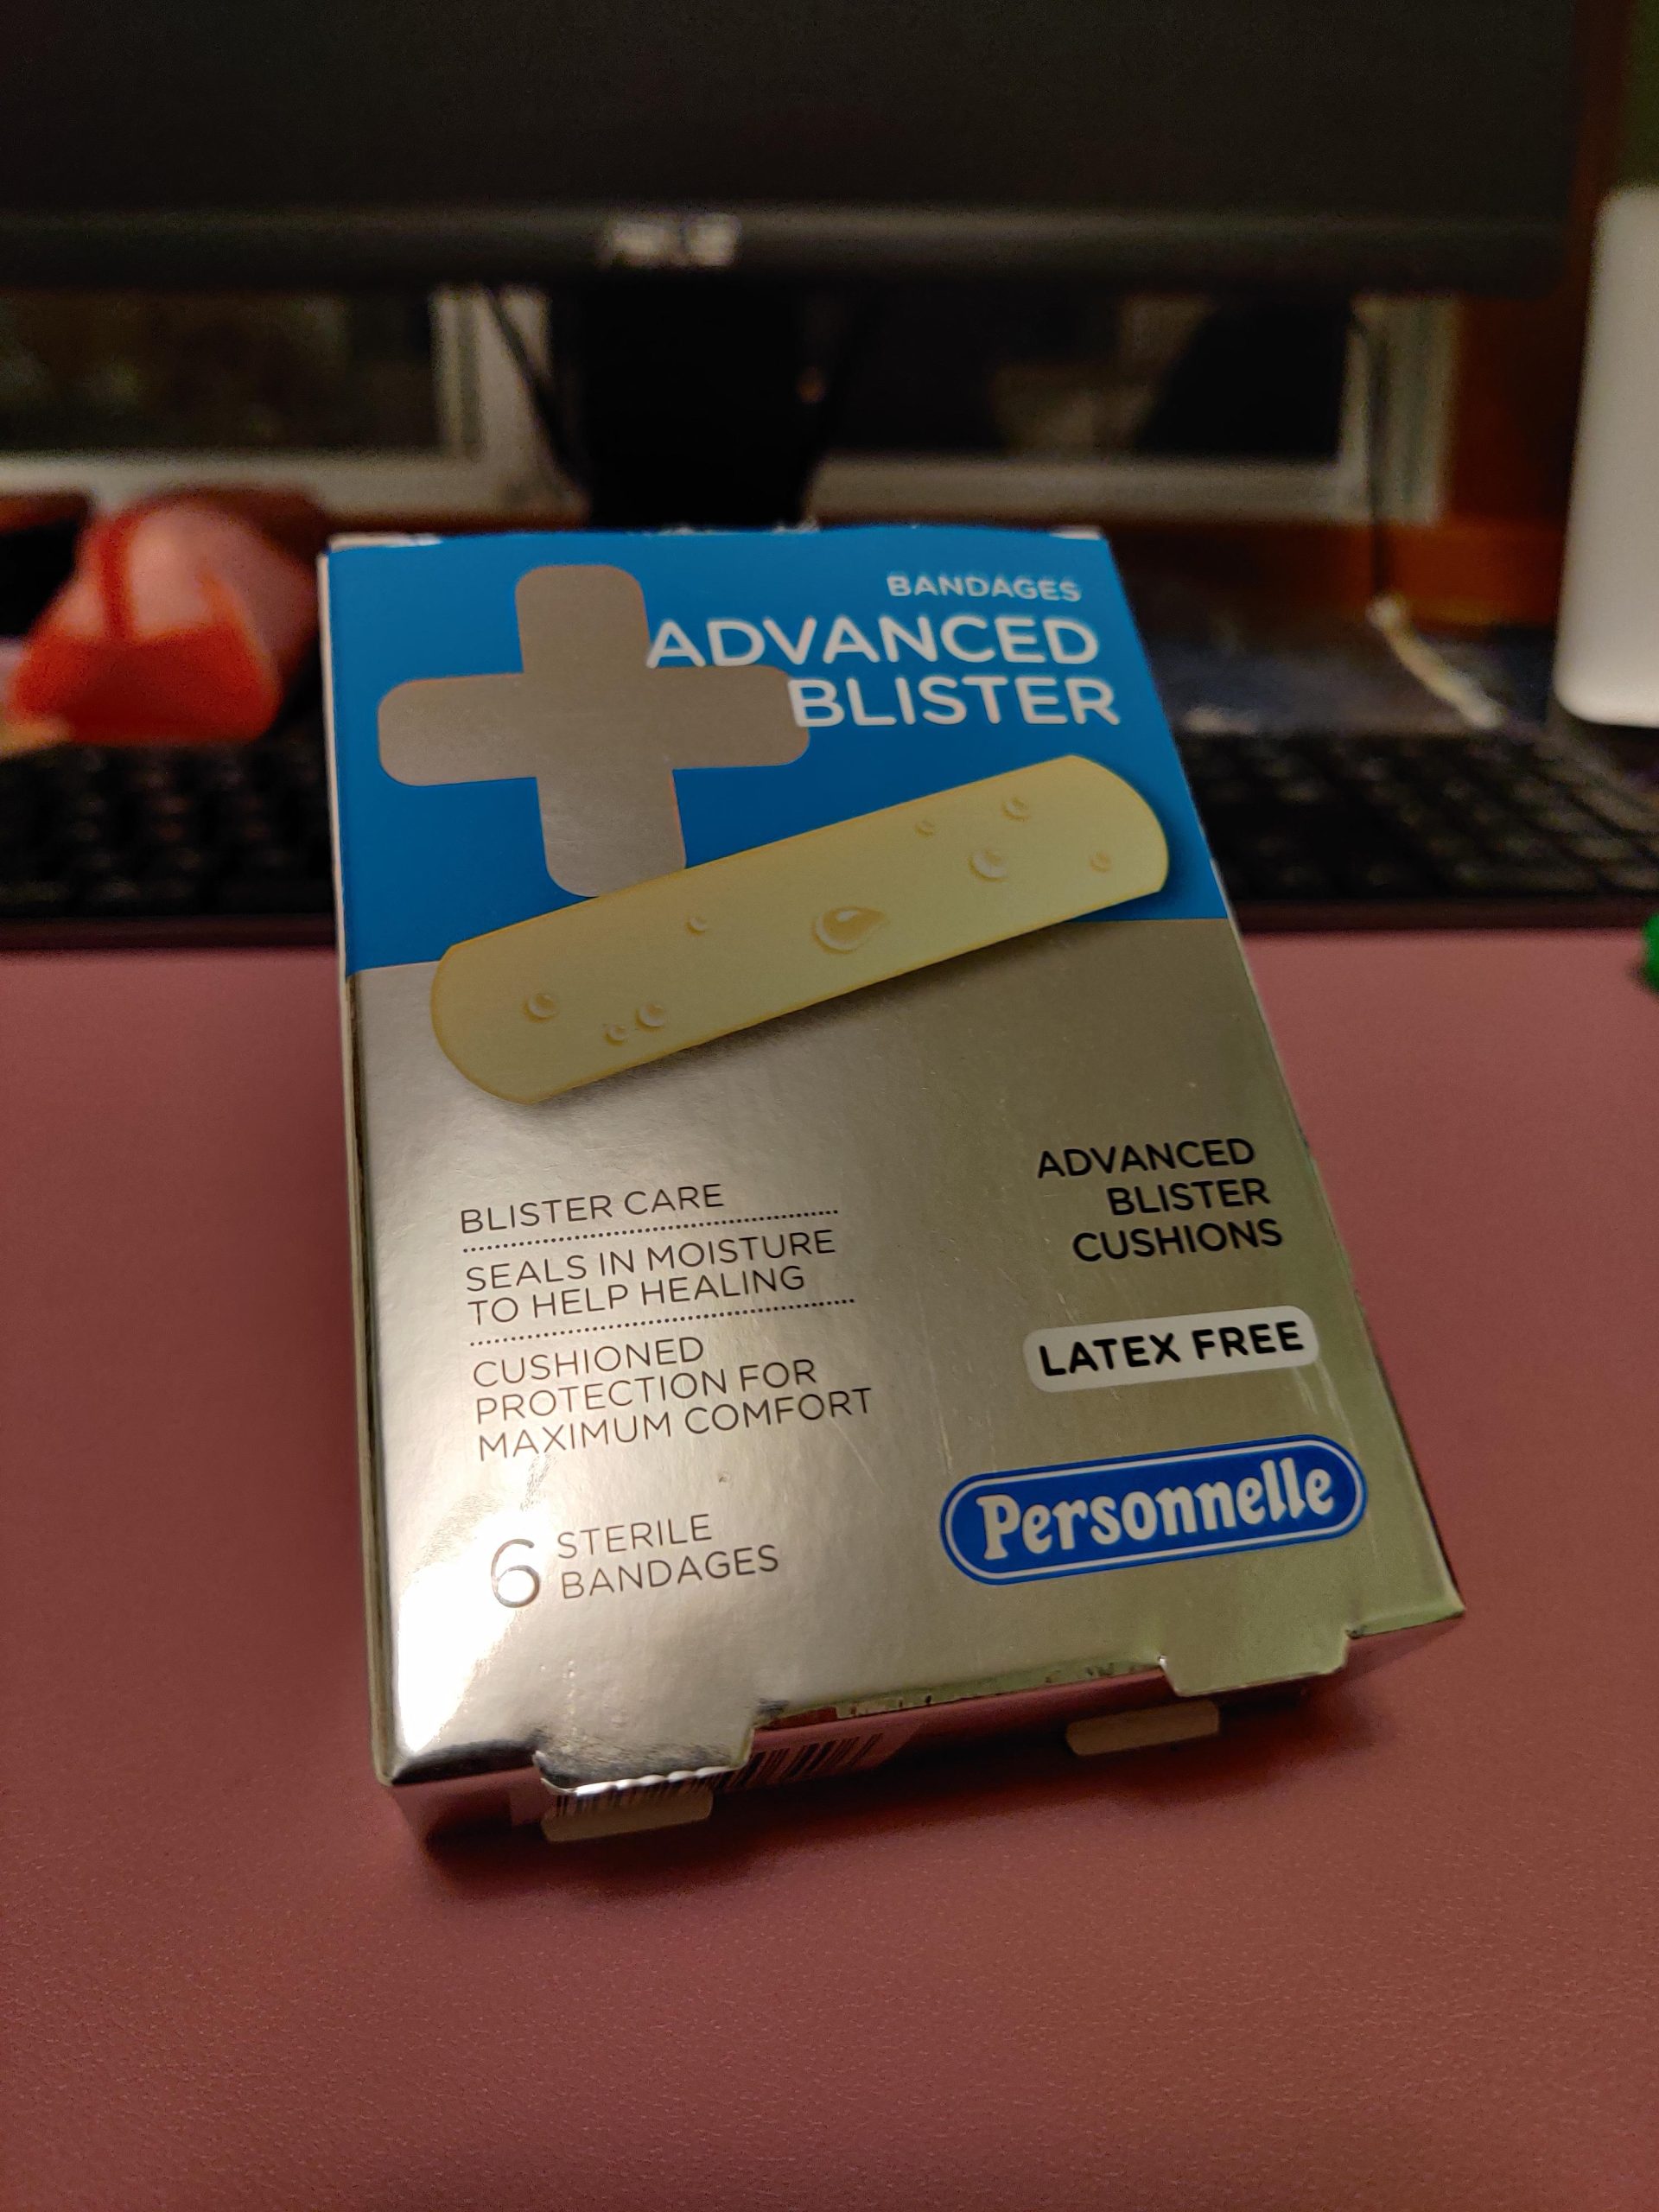 BANDAGES
ADVANCED
BLISTER
BLISTER CARE
SEALS IN MOISTURE
TO HELP HEALING
CUSHIONED
PROTECTION FOR
MAXIMUM COMFORT
6 STERILE
BANDAGES
ADVANCED
BLISTER
CUSHIONS
LATEX FREE
Personnelle